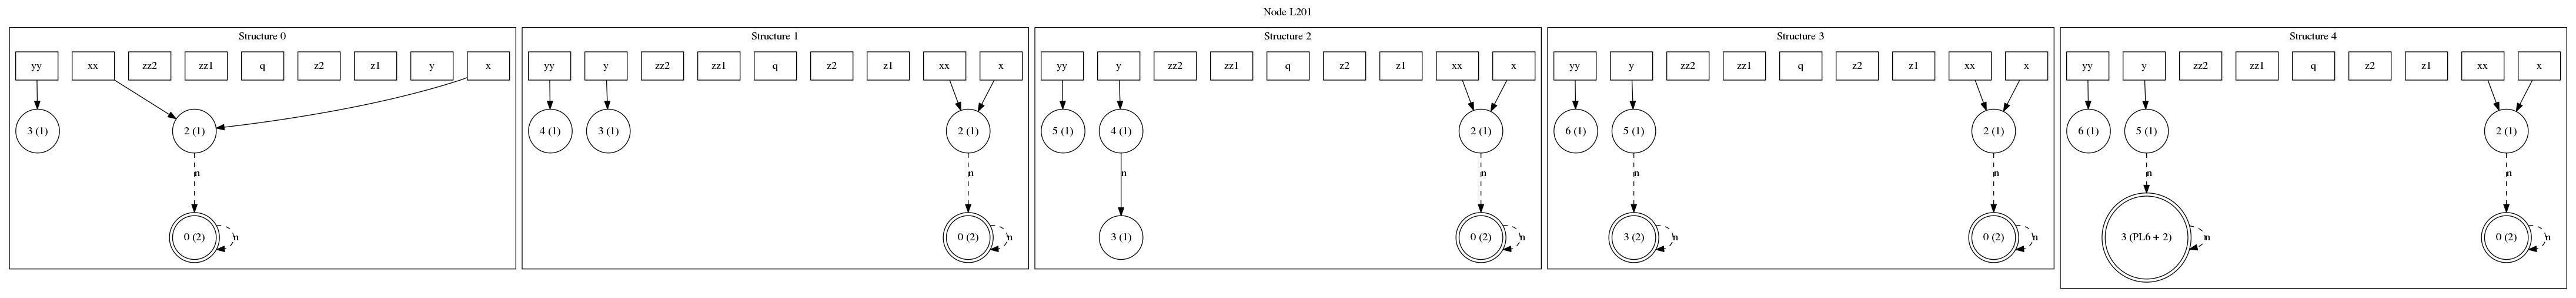 Node L201
Structure 0
yy xx zz2 zz1 q z2 z1 y x
3 (1) 2 (1)
n
0 (2) n
Structure 1
yy y zz2 zz1 q z2 z1 xx x
4 (1) 3 (1) 2 (1)
n
0 (2) n
Structure 2
yy y zz2 zz1 q z2 z1 xx x
5 (1) 4 (1) 2 (1)
n n
3 (1) 0 (2) n
Structure 3
yy y zz2 zz1 q z2 z1 xx x
6 (1) 5 (1) 2 (1)
n n
3 (2) n 0 (2) n
Structure 4
yy y zz2 zz1 q z2 z1 xx x
6 (1) 5 (1) 2 (1)
n n
3 (PL6 + 2) n 0 (2) n